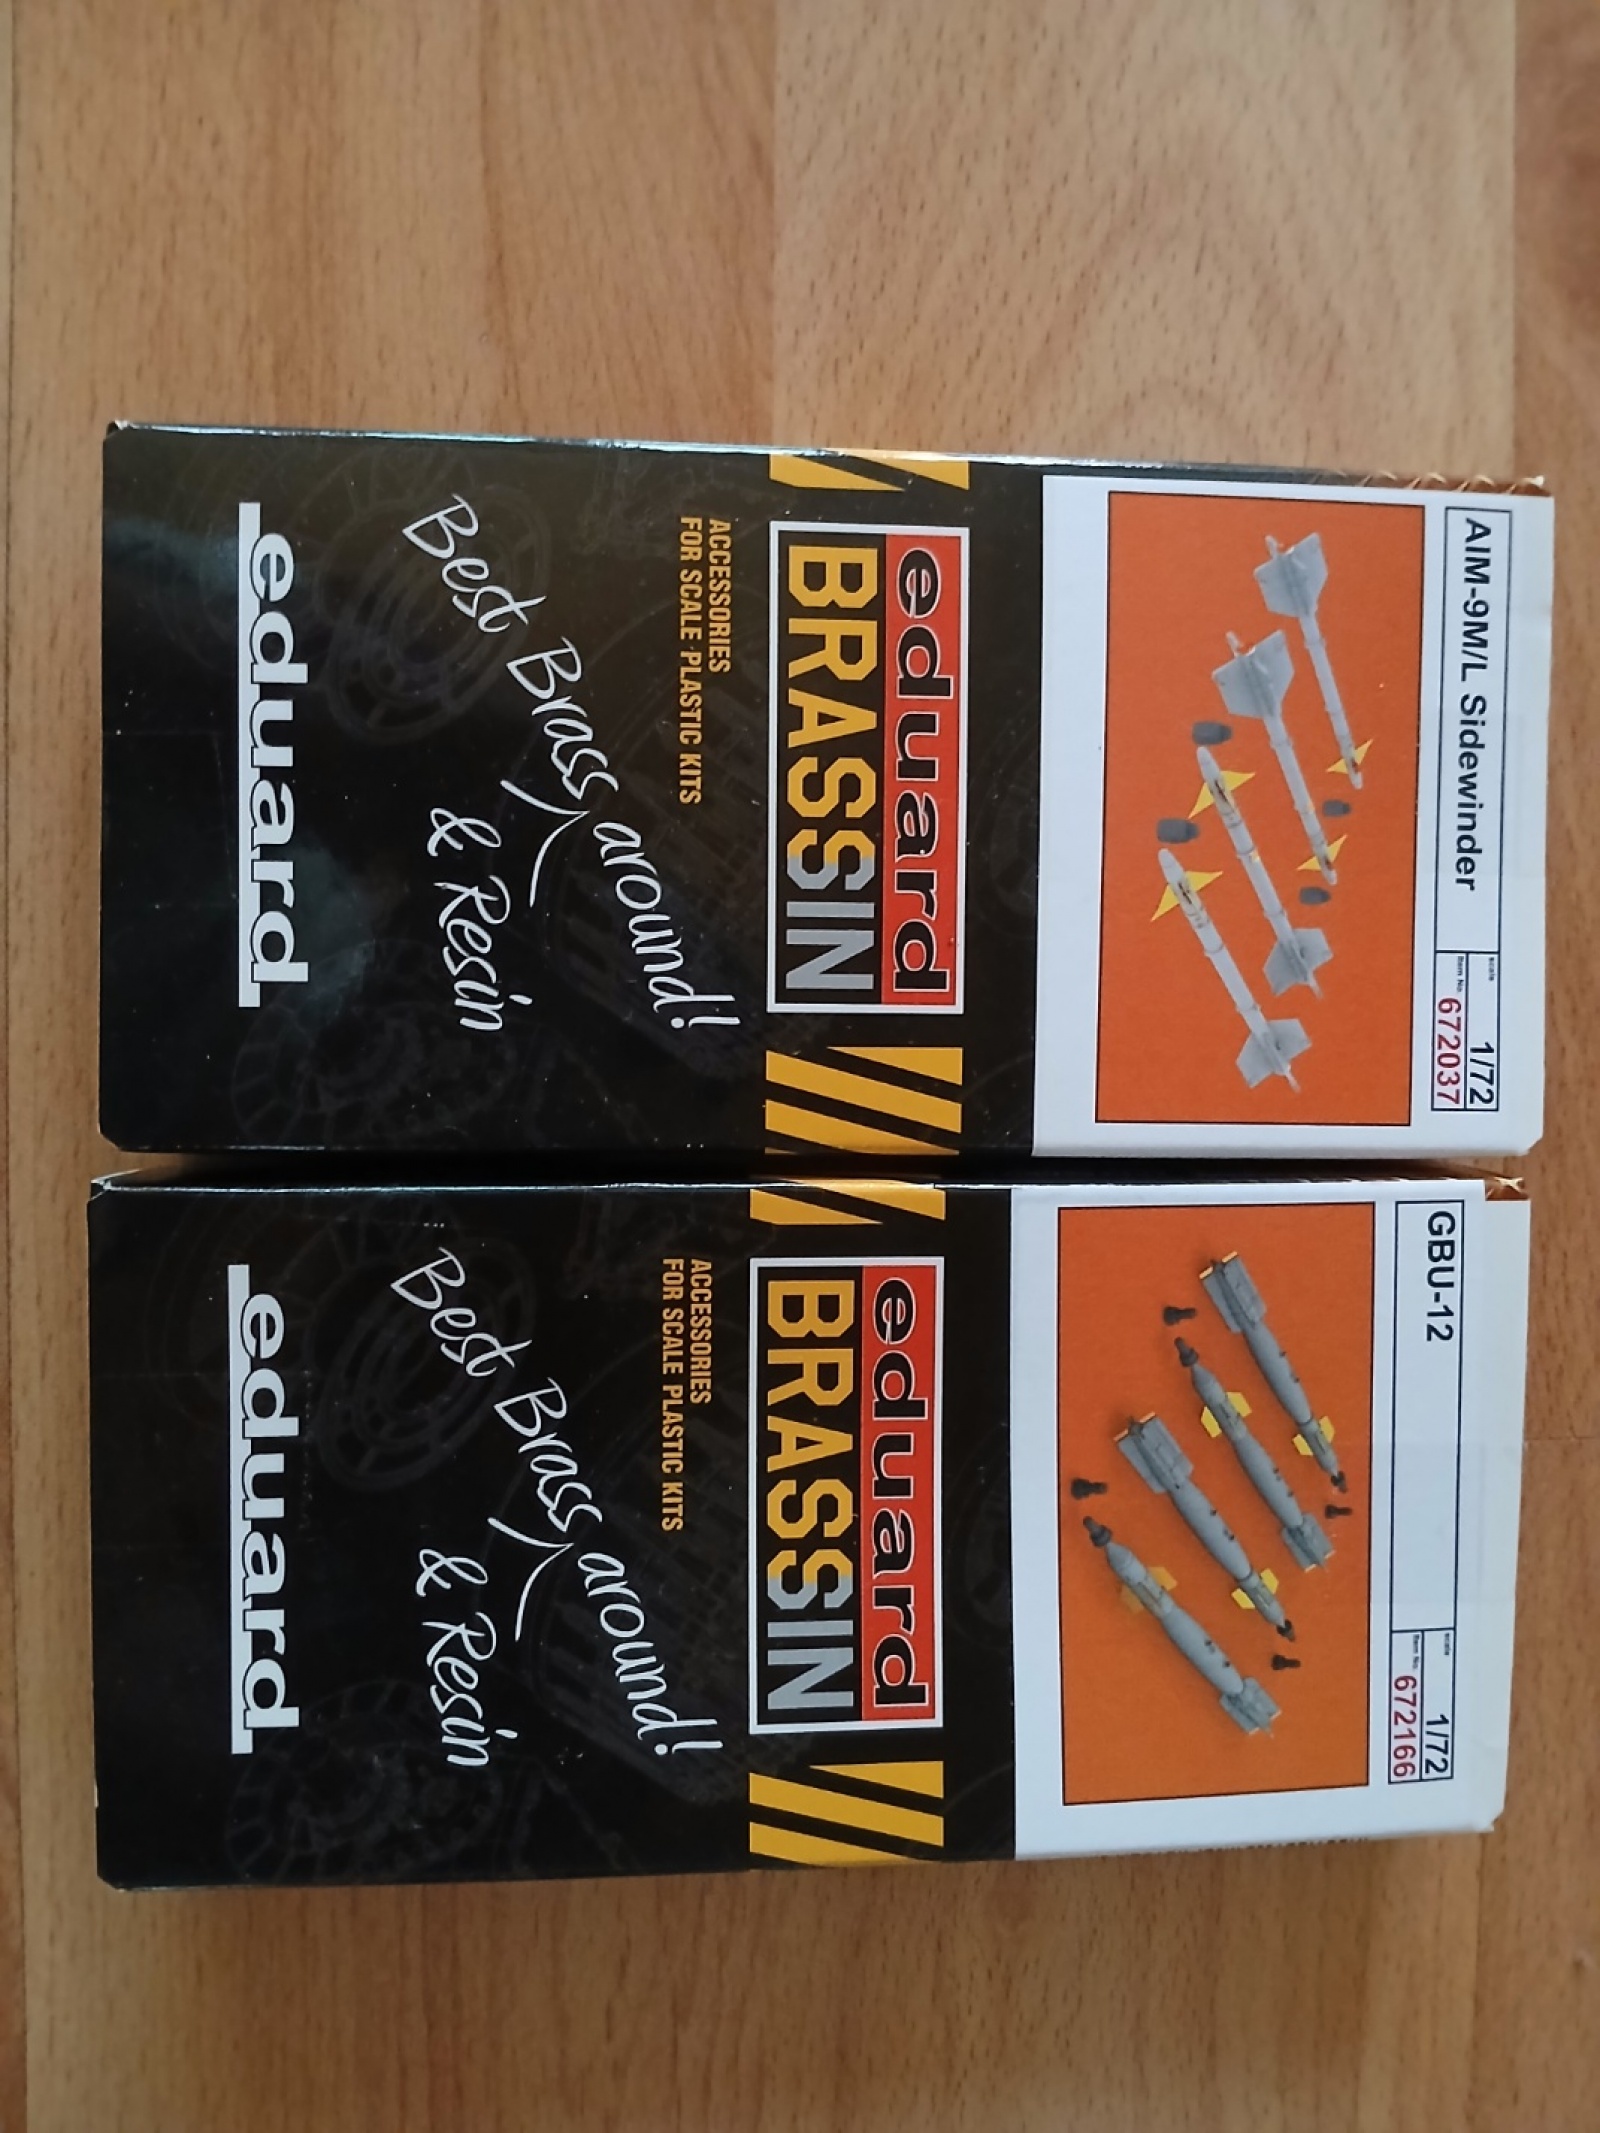 AIM-9M/L Sidewinder
scale 1/72
Item No. 672037
eduard
BRASSIN
ACCESSORIES
FOR SCALE PLASTIC KITS
Best Brass around!
& Resin
eduard
GBU-12
scale 1/72
Item No. 672166
eduard
BRASSIN
ACCESSORIES
FOR SCALE PLASTIC KITS
Best Brass around!
& Resin
eduard